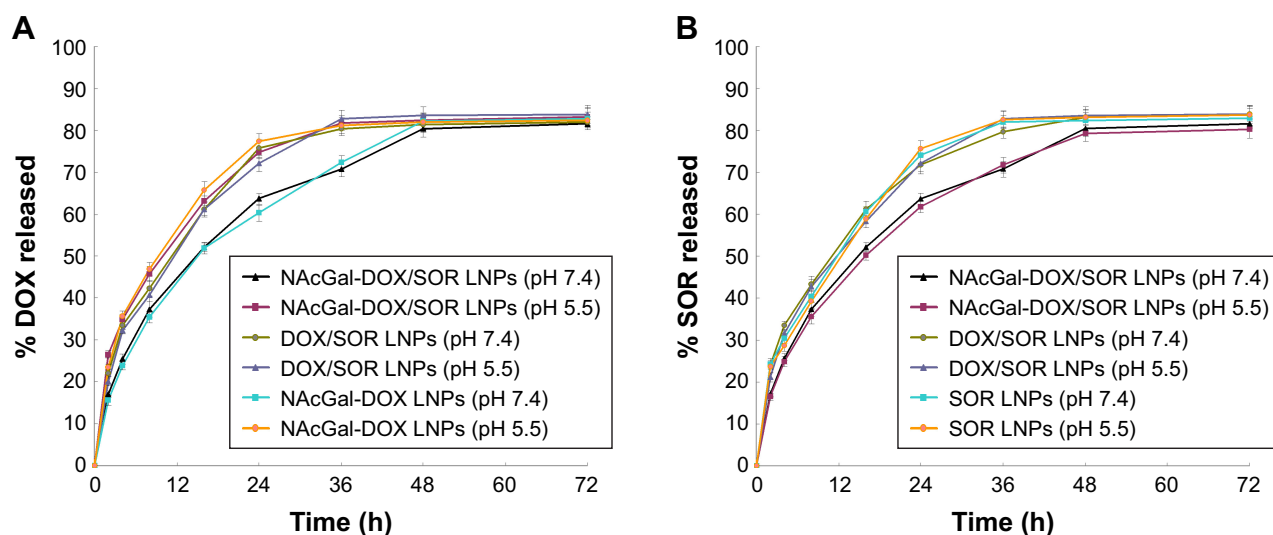 A
% DOX released
100
90
80
70
60
50
40
30
20
10
0
0 12 24 36 48 60 72
Time (h)
NAcGal-DOX/SOR LNPs (pH 7.4)
NAcGal-DOX/SOR LNPs (pH 5.5)
DOX/SOR LNPs (pH 7.4)
DOX/SOR LNPs (pH 5.5)
NAcGal-DOX LNPs (pH 7.4)
NAcGal-DOX LNPs (pH 5.5)
B
% SOR released
100
90
80
70
60
50
40
30
20
10
0
0 12 24 36 48 60 72
Time (h)
NAcGal-DOX/SOR LNPs (pH 7.4)
NAcGal-DOX/SOR LNPs (pH 5.5)
DOX/SOR LNPs (pH 7.4)
DOX/SOR LNPs (pH 5.5)
SOR LNPs (pH 7.4)
SOR LNPs (pH 5.5)